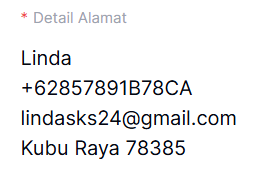 * Detail Alamat
Linda
+62857891B78CA
lindasks24@gmail.com
Kubu Raya 78385